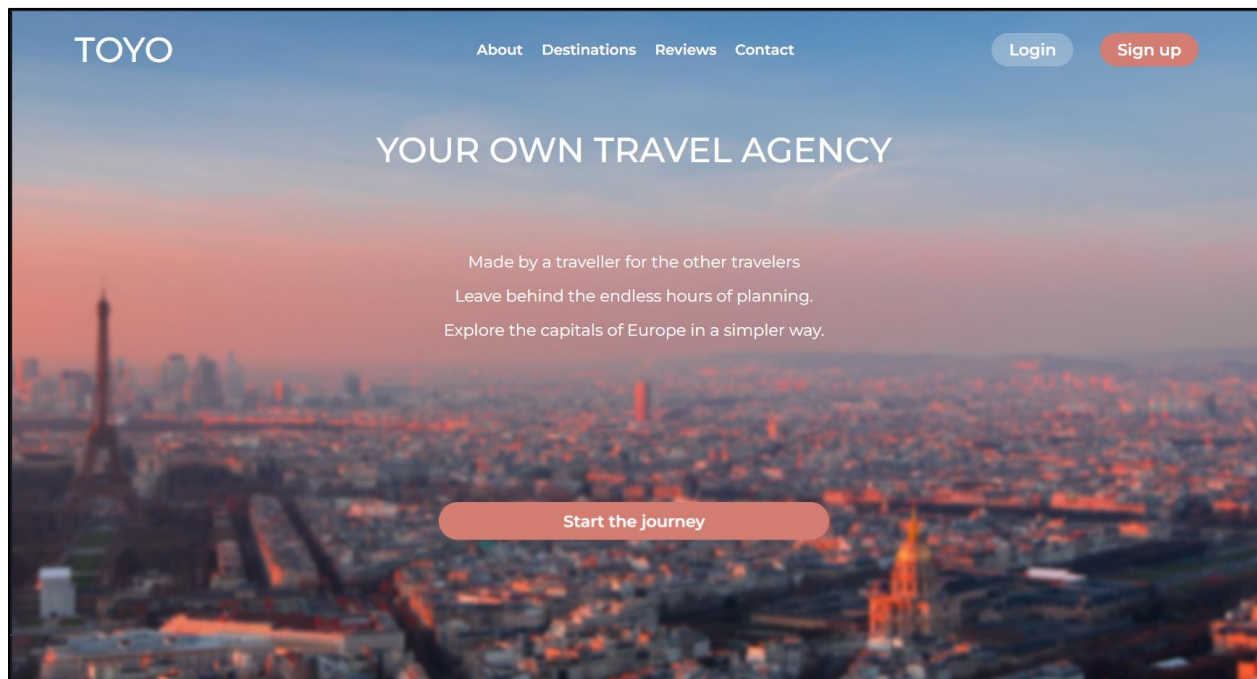 TOYO
About Destinations Reviews Contact
Login
Sign up
YOUR OWN TRAVEL AGENCY
Made by a traveller for the other travelers
Leave behind the endless hours of planning.
Explore the capitals of Europe in a simpler way.
Start the journey